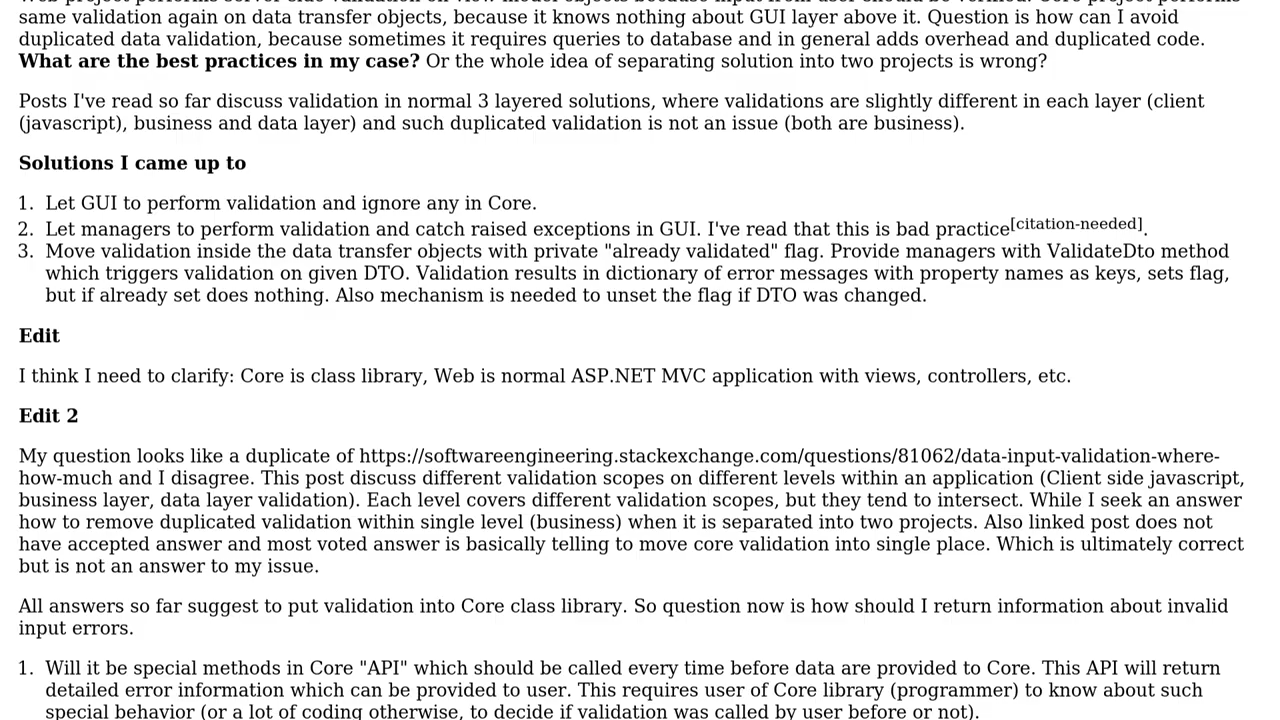 same validation again on data transfer objects, because it knows nothing about GUI layer above it. Question is how can I avoid
duplicated data validation, because sometimes it requires queries to database and in general adds overhead and duplicated code.
What are the best practices in my case? Or the whole idea of separating solution into two projects is wrong?
Posts I've read so far discuss validation in normal 3 layered solutions, where validations are slightly different in each layer (client
(javascript), business and data layer) and such duplicated validation is not an issue (both are business).
Solutions I came up to
1. Let GUI to perform validation and ignore any in Core.
2. Let managers to perform validation and catch raised exceptions in GUI. I've read that this is bad practice[citation-needed].
3. Move validation inside the data transfer objects with private "already validated" flag. Provide managers with ValidateDto method
which triggers validation on given DTO. Validation results in dictionary of error messages with property names as keys, sets flag,
but if already set does nothing. Also mechanism is needed to unset the flag if DTO was changed.
Edit
I think I need to clarify: Core is class library, Web is normal ASP.NET MVC application with views, controllers, etc.
Edit 2
My question looks like a duplicate of https://softwareengineering.stackexchange.com/questions/81062/data-input-validation-where-
how-much and I disagree. This post discuss different validation scopes on different levels within an application (Client side javascript,
business layer, data layer validation). Each level covers different validation scopes, but they tend to intersect. While I seek an answer
how to remove duplicated validation within single level (business) when it is separated into two projects. Also linked post does not
have accepted answer and most voted answer is basically telling to move core validation into single place. Which is ultimately correct
but is not an answer to my issue.
All answers so far suggest to put validation into Core class library. So question now is how should I return information about invalid
input errors.
1. Will it be special methods in Core "API" which should be called every time before data are provided to Core. This API will return
detailed error information which can be provided to user. This requires user of Core library (programmer) to know about such
special behavior (or a lot of coding otherwise, to decide if validation was called by user before or not).